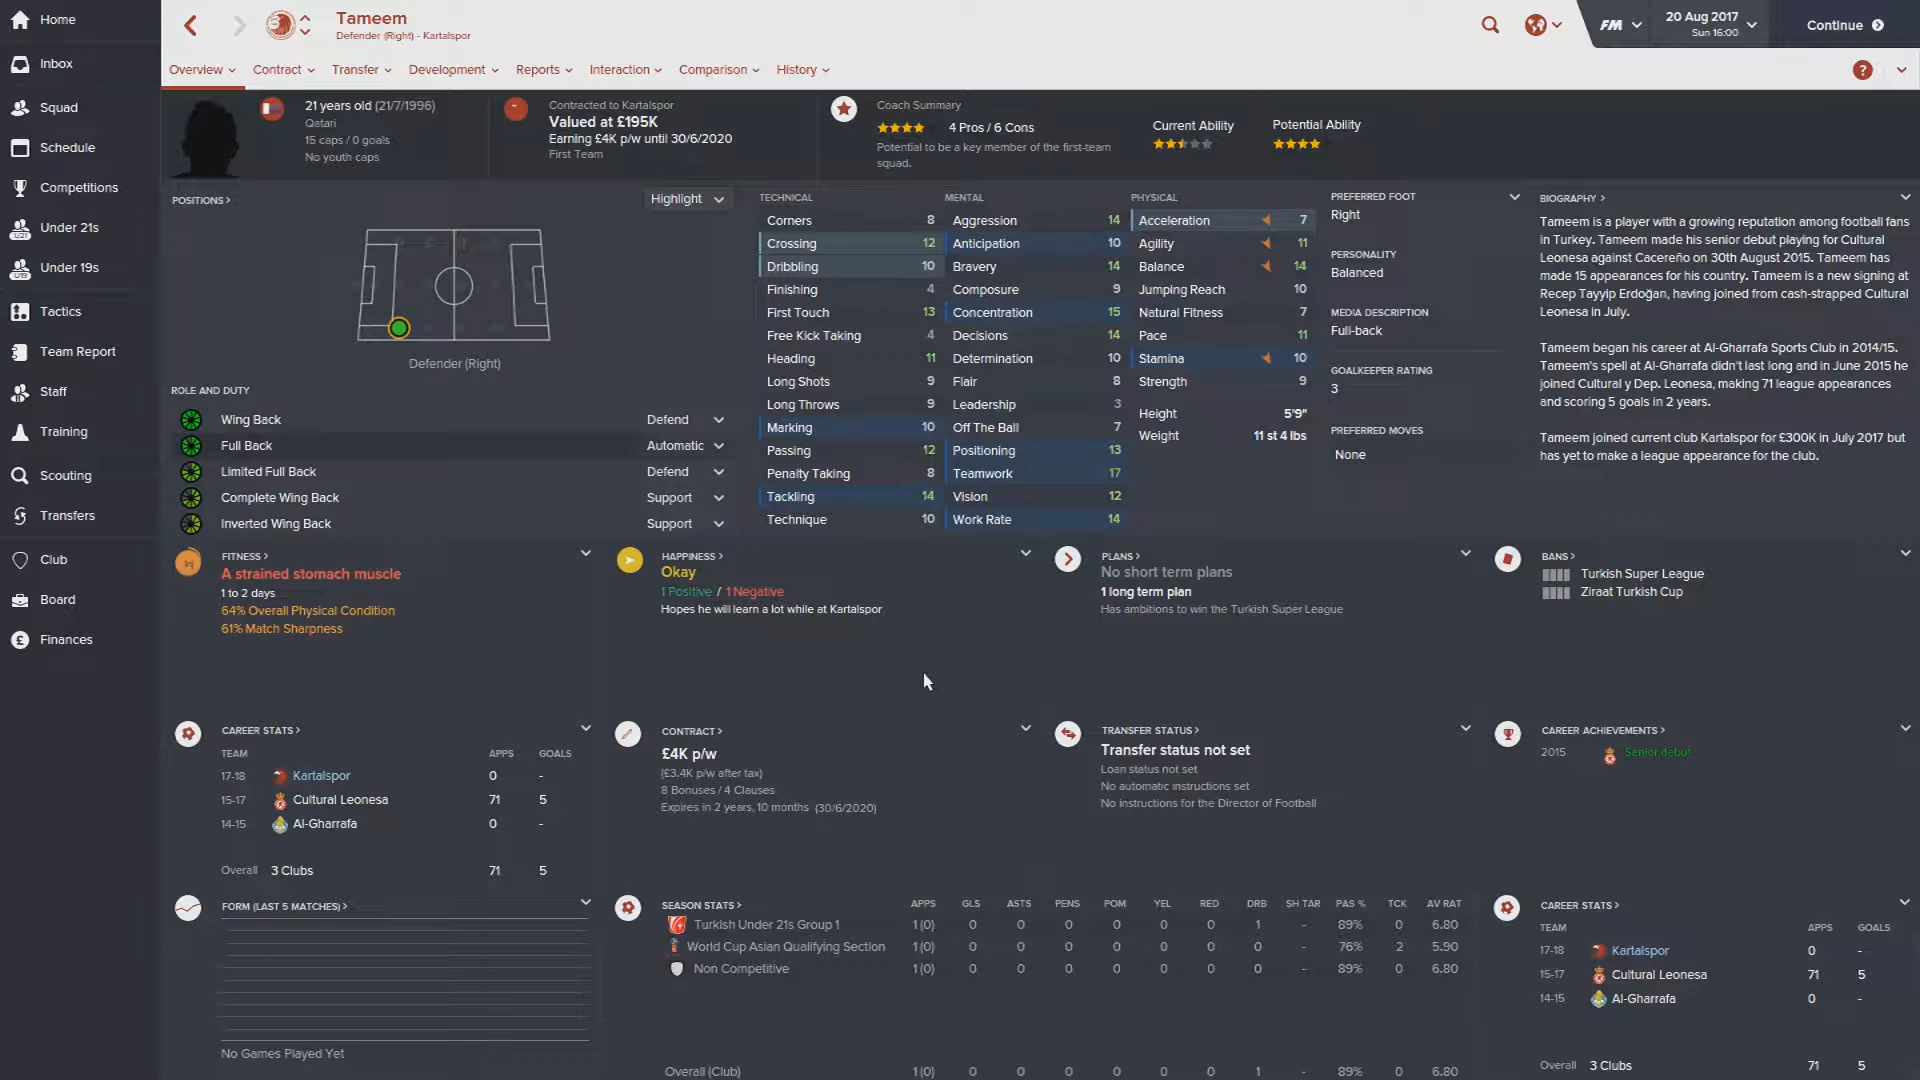 Home
Inbox
Squad
Schedule
Competitions
Under 21s
Under 19s
Tactics
Team Report
Staff
Training
Scouting
Transfers
Club
Board
Finances
Tameem
Defender (Right) - Kartalspor
FM
20 Aug 2017
Sun 16:00
Continue
Overview Contract Transfer Development Reports Interaction Comparison History
?
21 years old (21/7/1996)
Qatari
15 caps / 0 goals
No youth caps
Contracted to Kartalspor
Valued at £195K
Earning £4K p/w until 30/6/2020
First Team
Coach Summary
4 Pros / 6 Cons
Potential to be a key member of the first-team
squad.
Current Ability
Potential Ability
POSITIONS >
Highlight
Defender (Right)
ROLE AND DUTY
Wing Back Defend
Full Back Automatic
Limited Full Back Defend
Complete Wing Back Support
Inverted Wing Back Support
TECHNICAL
Corners 8
Crossing 12
Dribbling 10
Finishing 4
First Touch 13
Free Kick Taking 4
Heading 11
Long Shots 9
Long Throws 9
Marking 10
Passing 12
Penalty Taking 8
Tackling 14
Technique 10
MENTAL
Aggression 14
Anticipation 10
Bravery 14
Composure 9
Concentration 15
Decisions 14
Determination 10
Flair 8
Leadership 3
Off The Ball 7
Positioning 13
Teamwork 17
Vision 12
Work Rate 14
PHYSICAL
Acceleration 7
Agility 11
Balance 14
Jumping Reach 10
Natural Fitness 7
Pace 11
Stamina 10
Strength 9
Height 5'9"
Weight 11 st 4 lbs
PREFERRED FOOT
Right
PERSONALITY
Balanced
MEDIA DESCRIPTION
Full-back
GOALKEEPER RATING
3
PREFERRED MOVES
None
BIOGRAPHY >
Tameem is a player with a growing reputation among football fans
in Turkey. Tameem made his senior debut playing for Cultural
Leonesa against Cacereño on 30th August 2015. Tameem has
made 15 appearances for his country. Tameem is a new signing at
Recep Tayyip Erdoğan, having joined from cash-strapped Cultural
Leonesa in July.
Tameem began his career at Al-Gharrafa Sports Club in 2014/15.
Tameem's spell at Al-Gharrafa didn't last long and in June 2015 he
joined Cultural y Dep. Leonesa, making 71 league appearances
and scoring 5 goals in 2 years.
Tameem joined current club Kartalspor for £300K in July 2017 but
has yet to make a league appearance for the club.
FITNESS >
A strained stomach muscle
1 to 2 days
64% Overall Physical Condition
61% Match Sharpness
HAPPINESS >
Okay
1 Positive / 1 Negative
Hopes he will learn a lot while at Kartalspor
PLANS >
No short term plans
1 long term plan
Has ambitions to win the Turkish Super League
BANS >
Turkish Super League
Ziraat Turkish Cup
CAREER STATS >
TEAM APPS GOALS
17-18 Kartalspor 0 -
15-17 Cultural Leonesa 71 5
14-15 Al-Gharrafa 0 -
Overall 3 Clubs 71 5
CONTRACT >
£4K p/w
(£3.4K p/w after tax)
8 Bonuses / 4 Clauses
Expires in 2 years, 10 months (30/6/2020)
TRANSFER STATUS >
Transfer status not set
Loan status not set
No automatic instructions set
No instructions for the Director of Football
CAREER ACHIEVEMENTS >
2015 Senior debut
FORM (LAST 5 MATCHES) >
No Games Played Yet
SEASON STATS > APPS GLS ASTS PENS POM YEL RED DRB SH TAR PAS % TCK AV RAT
Turkish Under 21s Group 1 1 (0) 0 0 0 0 0 0 1 - 89% 0 6.80
World Cup Asian Qualifying Section 1 (0) 0 0 0 0 0 0 0 - 76% 2 5.90
Non Competitive 1 (0) 0 0 0 0 0 0 0 - 89% 0 6.80
Overall (Club) 1 (0) 0 0 0 0 0 0 1 - 89% 0 6.80
CAREER STATS >
TEAM APPS GOALS
17-18 Kartalspor 0 -
15-17 Cultural Leonesa 71 5
14-15 Al-Gharrafa 0 -
Overall 3 Clubs 71 5